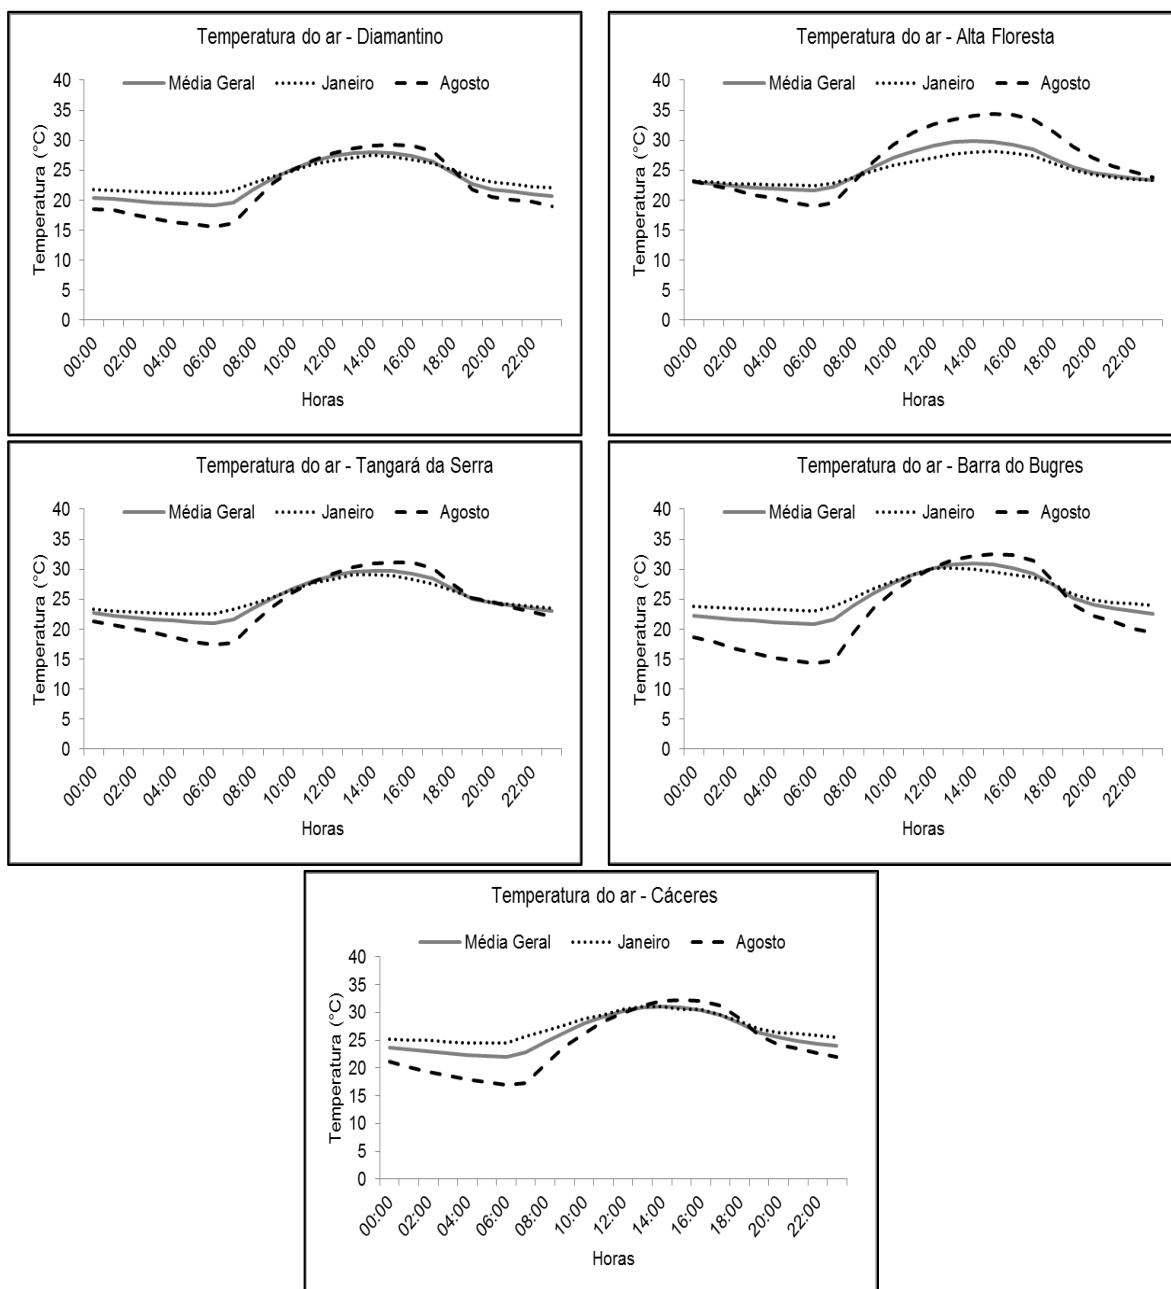 Temperatura do ar - Diamantino
Média Geral Janeiro Agosto
Temperatura (°C)
40
35
30
25
20
15
10
5
0
00:00 02:00 04:00 06:00 08:00 10:00 12:00 14:00 16:00 18:00 20:00 22:00
Horas
Temperatura do ar - Alta Floresta
Média Geral Janeiro Agosto
Temperatura (°C)
40
35
30
25
20
15
10
5
0
00:00 02:00 04:00 06:00 08:00 10:00 12:00 14:00 16:00 18:00 20:00 22:00
Horas
Temperatura do ar - Tangará da Serra
Média Geral Janeiro Agosto
Temperatura (°C)
40
35
30
25
20
15
10
5
0
00:00 02:00 04:00 06:00 08:00 10:00 12:00 14:00 16:00 18:00 20:00 22:00
Horas
Temperatura do ar - Barra do Bugres
Média Geral Janeiro Agosto
Temperatura (°C)
40
35
30
25
20
15
10
5
0
00:00 02:00 04:00 06:00 08:00 10:00 12:00 14:00 16:00 18:00 20:00 22:00
Horas
Temperatura do ar - Cáceres
Média Geral Janeiro Agosto
Temperatura (°C)
40
35
30
25
20
15
10
5
0
00:00 02:00 04:00 06:00 08:00 10:00 12:00 14:00 16:00 18:00 20:00 22:00
Horas